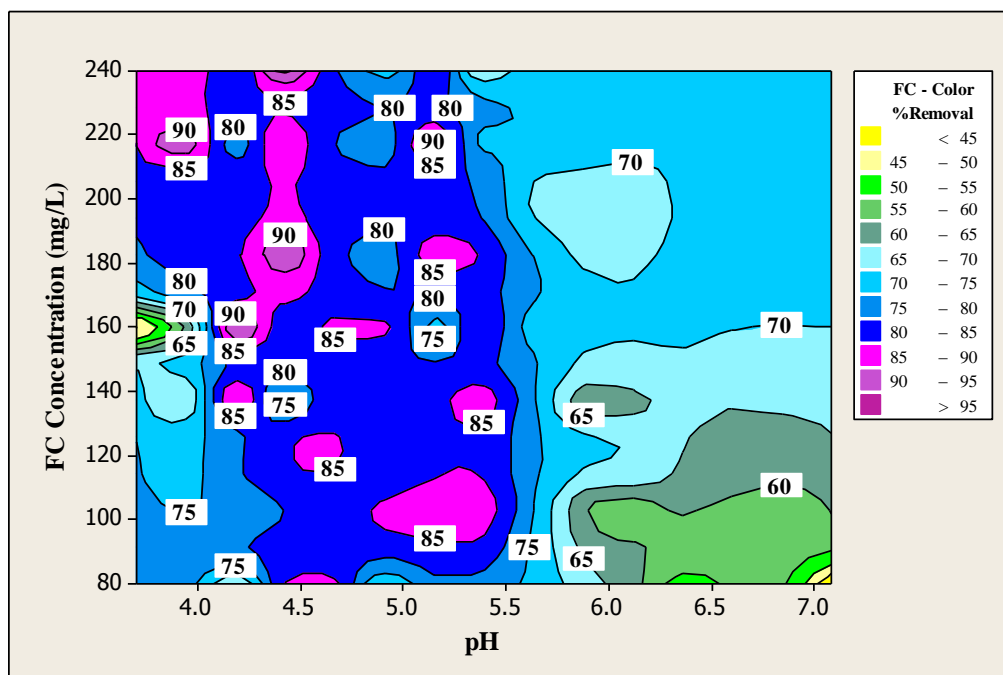 240
220
200
180
160
140
120
100
80
FC Concentration (mg/L)
4.0 4.5 5.0 5.5 6.0 6.5 7.0
pH
85 80 80
90 80 90
85 85
70
90 80
80 85
70 90 80 70
65 85 85 75
80
85 75 85 65
85
60
75
85 75
75 65
FC - Color
%Removal
< 45
45 – 50
50 – 55
55 – 60
60 – 65
65 – 70
70 – 75
75 – 80
80 – 85
85 – 90
90 – 95
> 95